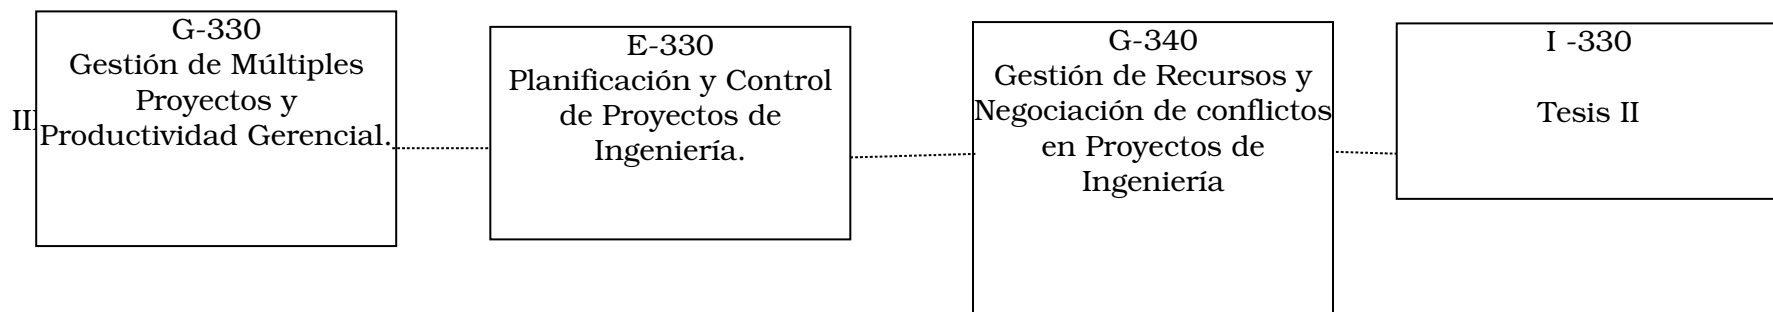 G-330
Gestión de Múltiples
Proyectos y
Productividad Gerencial.
E-330
Planificación y Control
de Proyectos de
Ingeniería.
G-340
Gestión de Recursos y
Negociación de conflictos
en Proyectos de
Ingeniería
I -330
Tesis II